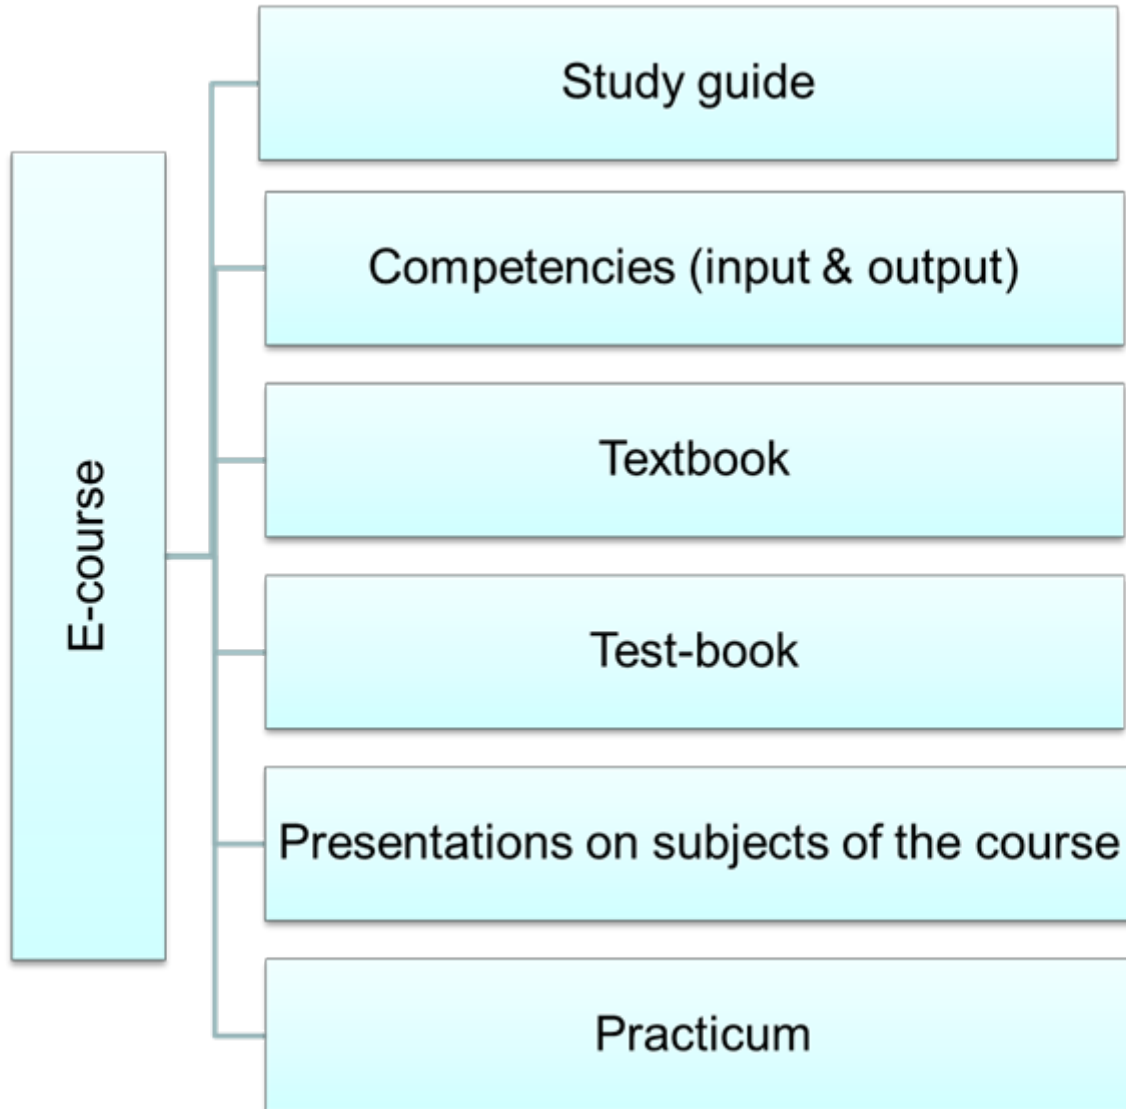 E-course
Study guide
Competencies (input & output)
Textbook
Test-book
Presentations on subjects of the course
Practicum